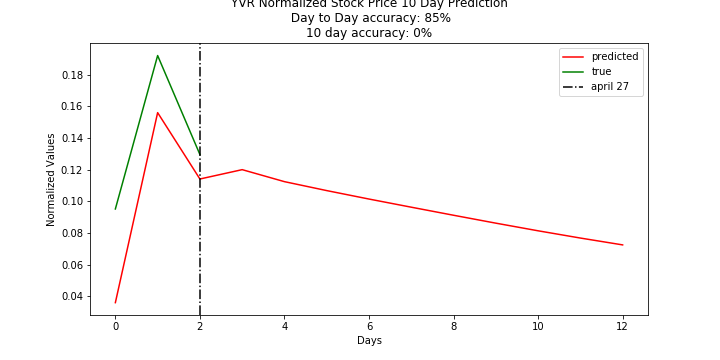 YVR Normalized Stock Price 10 Day Prediction
Day to Day accuracy: 85%
10 day accuracy: 0%
predicted
true
april 27
Normalized Values
0.18
0.16
0.14
0.12
0.10
0.08
0.06
0.04
0 2 4 6 8 10 12
Days